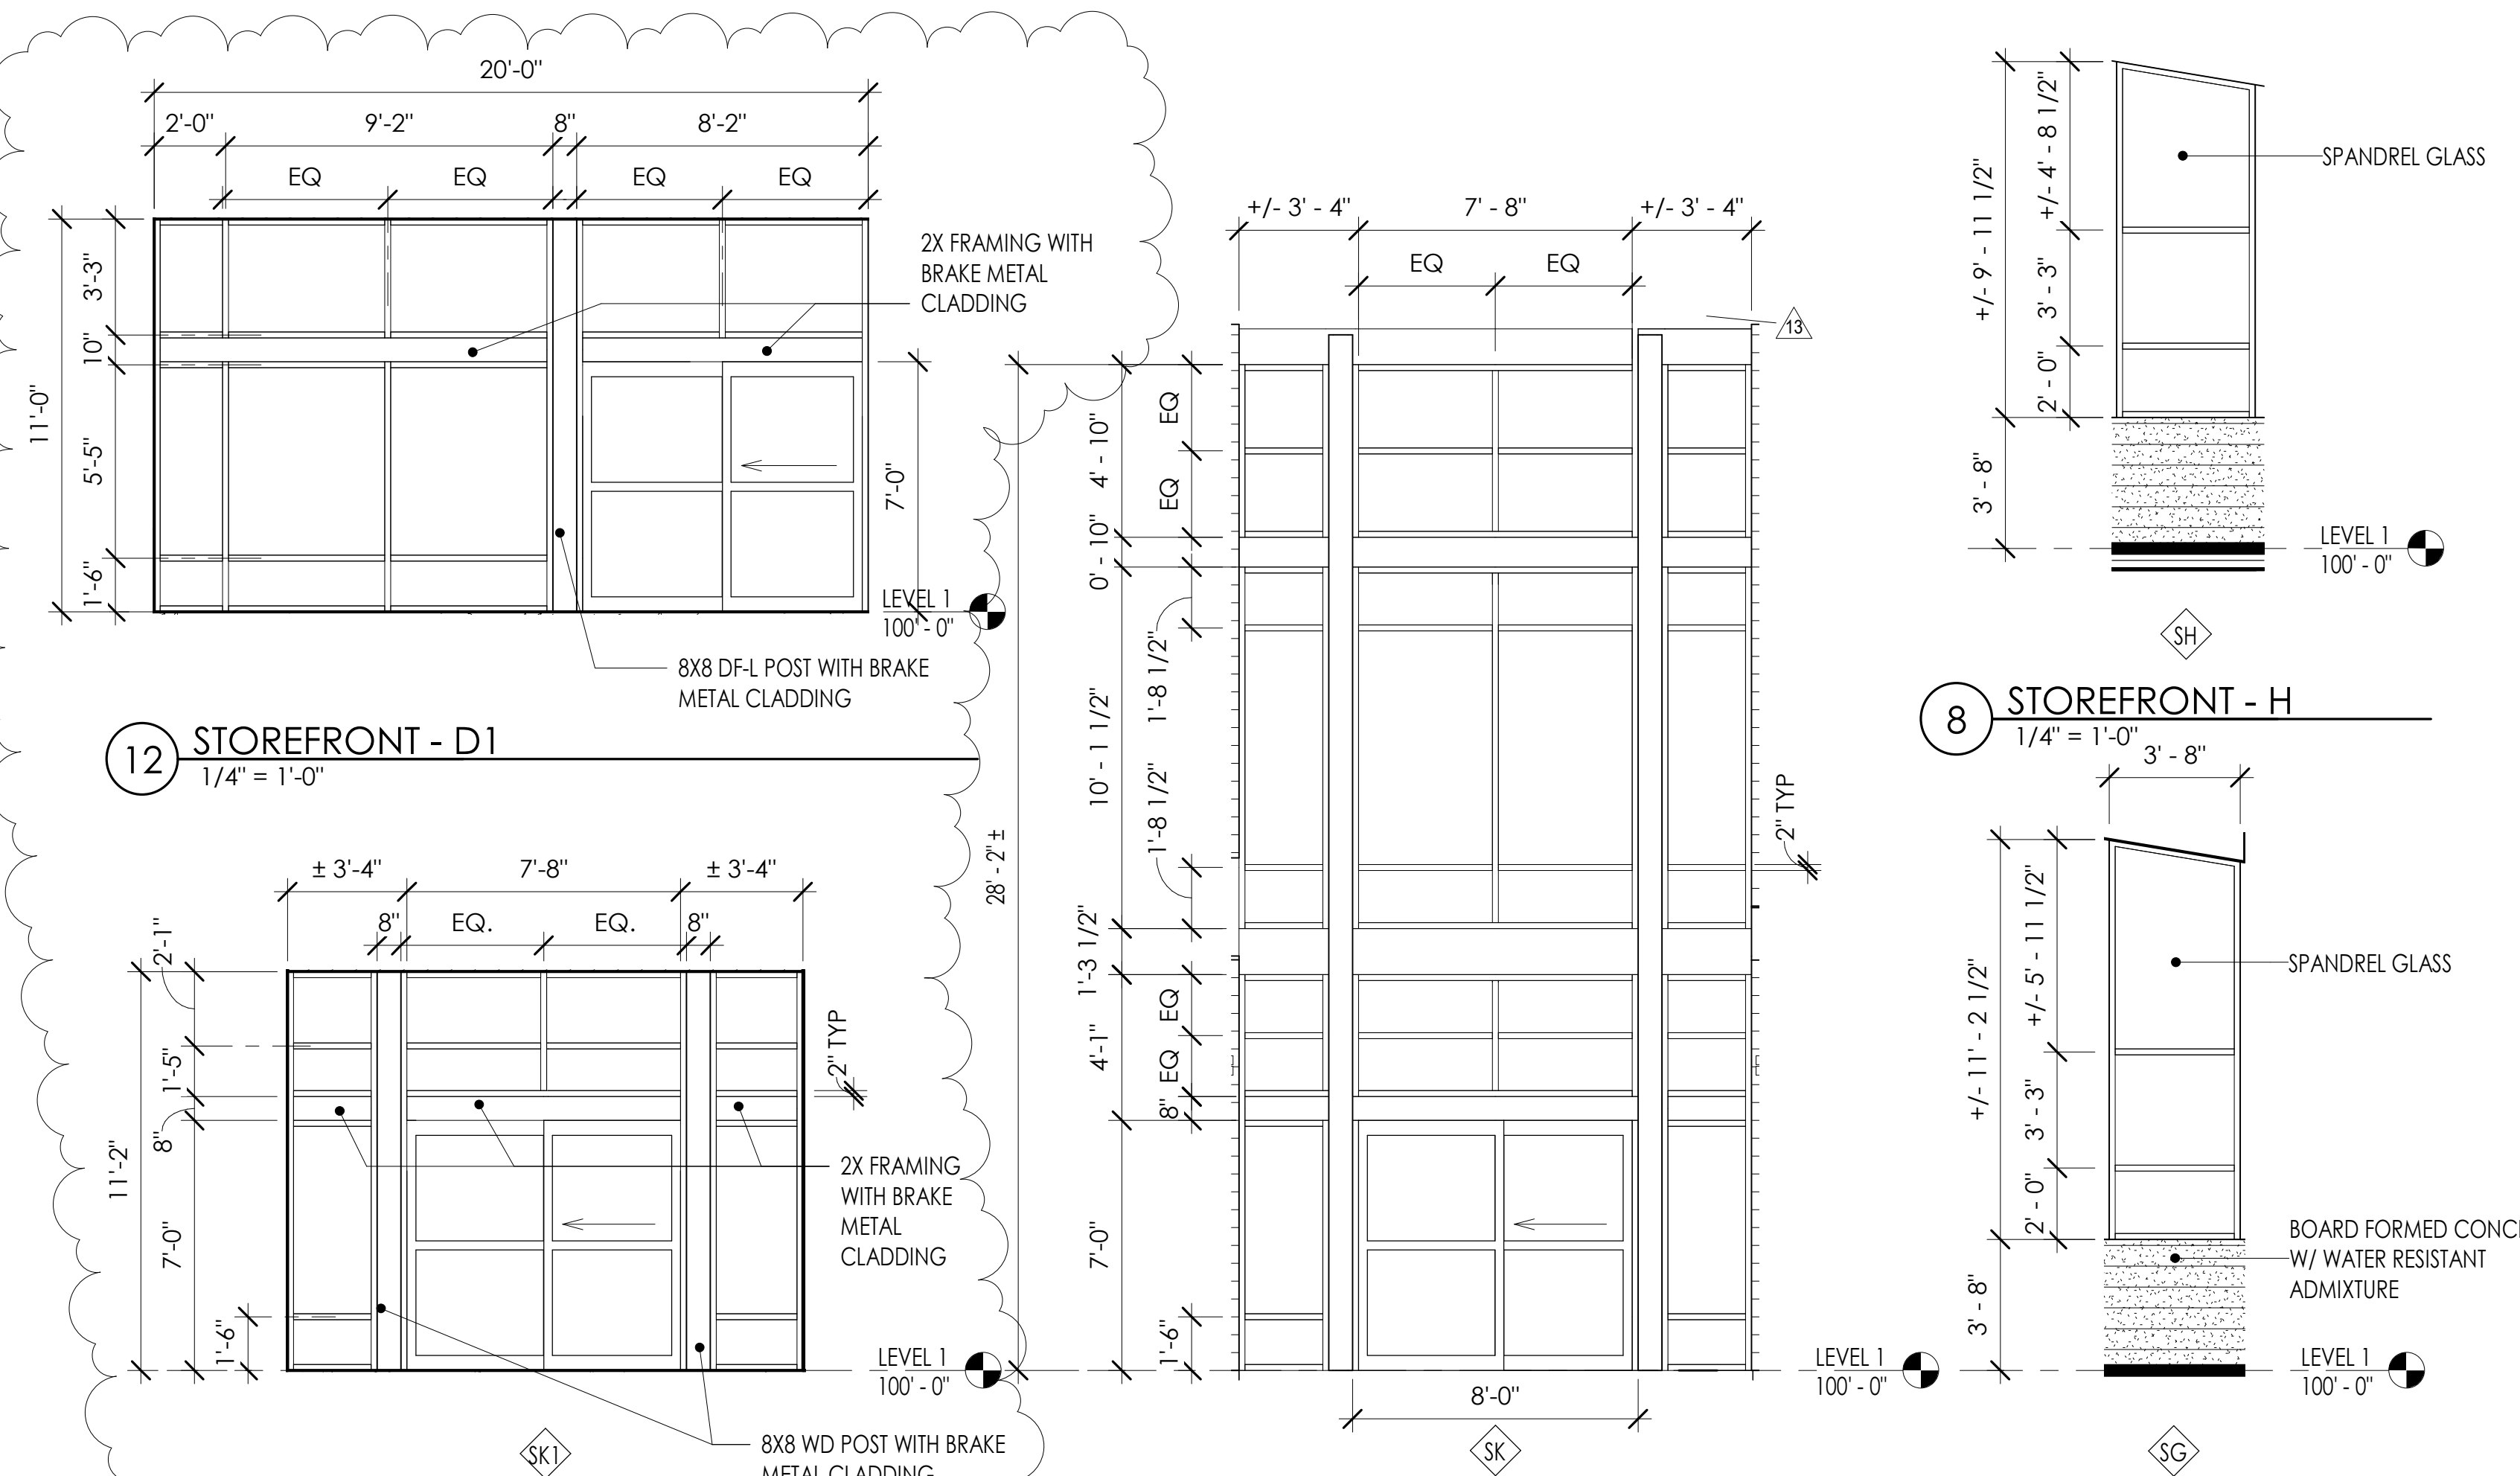 20'-0"
2'-0"
9'-2"
8"
8'-2"
EQ
EQ
EQ
EQ
11'-0"
3'-3"
10"
5'-5"
1'-6"
7'-0"
2X FRAMING WITH
BRAKE METAL
CLADDING
LEVEL 1
100' - 0"
8X8 DF-L POST WITH BRAKE
METAL CLADDING
12
STOREFRONT - D1
1/4" = 1'-0"
± 3'-4"
7'-8"
± 3'-4"
8"
EQ.
EQ.
8"
2'-1"
1'-5"
8"
11'-2"
7'-0"
1'-6"
2" TYP
2X FRAMING
WITH BRAKE
METAL
CLADDING
LEVEL 1
100' - 0"
8X8 WD POST WITH BRAKE
METAL CLADDING
SK1
+/- 3' - 4"
7' - 8"
+/- 3' - 4"
EQ
EQ
13
28' - 2" ±
4' - 10"
EQ
EQ
0' - 10"
1'-8 1/2"
10' - 1 1/2"
1'-8 1/2"
1'-3 1/2"
EQ
4'-1"
EQ
8"
7'-0"
1'-6"
2" TYP
8'-0"
LEVEL 1
100' - 0"
SK
+/- 9' - 11 1/2"
+/- 4' - 8 1/2"
3' - 3"
2' - 0"
3' - 8"
SPANDREL GLASS
LEVEL 1
100' - 0"
SH
8
STOREFRONT - H
1/4" = 1'-0"
3' - 8"
+/- 11' - 2 1/2"
+/- 5' - 11 1/2"
3' - 3"
2' - 0"
3' - 8"
SPANDREL GLASS
BOARD FORMED CONC
W/ WATER RESISTANT
ADMIXTURE
LEVEL 1
100' - 0"
SG